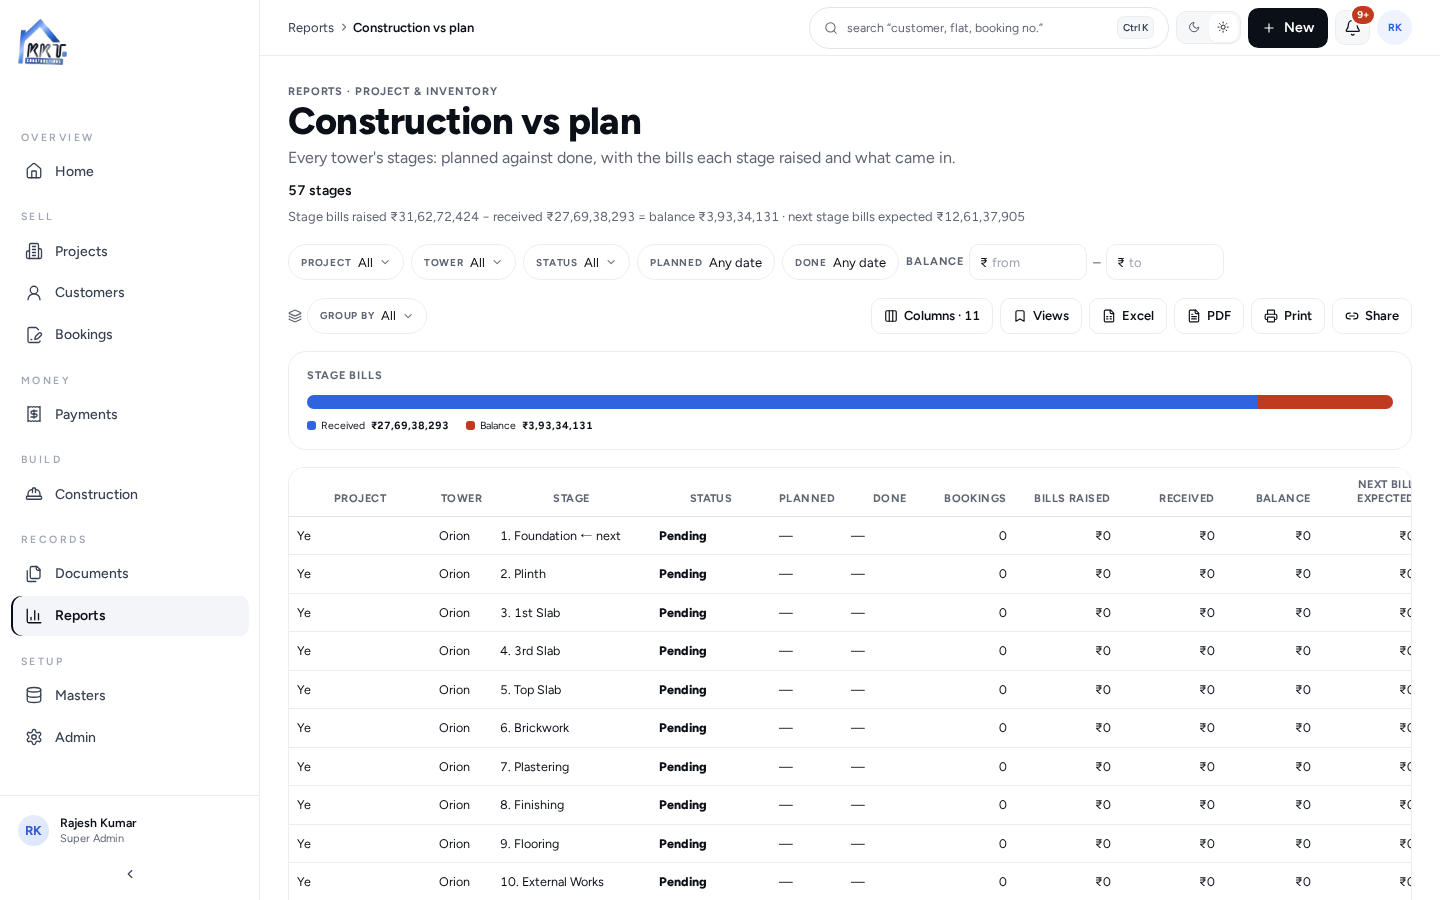 RRT
CONSTRUCTIONS
OVERVIEW
Home
SELL
Projects
Customers
Bookings
MONEY
Payments
BUILD
Construction
RECORDS
Documents
Reports
SETUP
Masters
Admin
RK
Rajesh Kumar
Super Admin
Reports > Construction vs plan
search “customer, flat, booking no.” Ctrl K
New
9+
RK
REPORTS · PROJECT & INVENTORY
Construction vs plan
Every tower's stages: planned against done, with the bills each stage raised and what came in.
57 stages
Stage bills raised ₹31,62,72,424 − received ₹27,69,38,293 = balance ₹3,93,34,131 · next stage bills expected ₹12,61,37,905
PROJECT All TOWER All STATUS All PLANNED Any date DONE Any date BALANCE ₹ from – ₹ to
GROUP BY All Columns · 11 Views Excel PDF Print Share
STAGE BILLS
Received ₹27,69,38,293 Balance ₹3,93,34,131
PROJECT TOWER STAGE STATUS PLANNED DONE BOOKINGS BILLS RAISED RECEIVED BALANCE NEXT BILL EXPECTED
Ye Orion 1. Foundation ← next Pending — — 0 ₹0 ₹0 ₹0 ₹0
Ye Orion 2. Plinth Pending — — 0 ₹0 ₹0 ₹0 ₹0
Ye Orion 3. 1st Slab Pending — — 0 ₹0 ₹0 ₹0 ₹0
Ye Orion 4. 3rd Slab Pending — — 0 ₹0 ₹0 ₹0 ₹0
Ye Orion 5. Top Slab Pending — — 0 ₹0 ₹0 ₹0 ₹0
Ye Orion 6. Brickwork Pending — — 0 ₹0 ₹0 ₹0 ₹0
Ye Orion 7. Plastering Pending — — 0 ₹0 ₹0 ₹0 ₹0
Ye Orion 8. Finishing Pending — — 0 ₹0 ₹0 ₹0 ₹0
Ye Orion 9. Flooring Pending — — 0 ₹0 ₹0 ₹0 ₹0
Ye Orion 10. External Works Pending — — 0 ₹0 ₹0 ₹0 ₹0